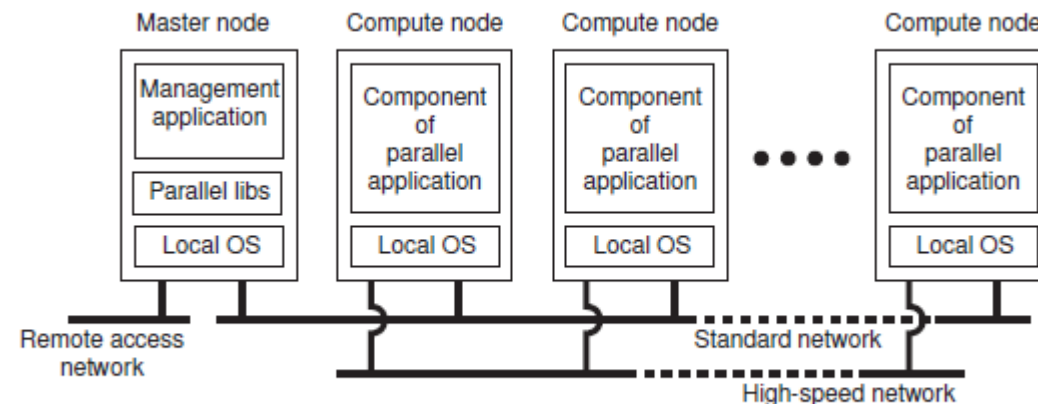 Master node
Compute node
Compute node
Compute node
Management
application
Parallel libs
Local OS
Component
of
parallel
application
Local OS
Component
of
parallel
application
Local OS
Component
of
parallel
application
Local OS
Remote access
network
Standard network
High-speed network